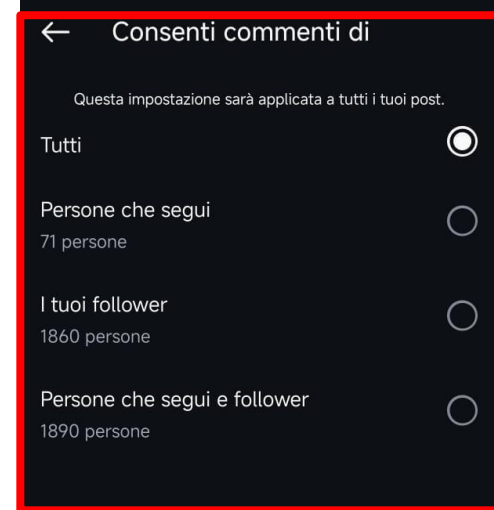 Consenti commenti di
Questa impostazione sarà applicata a tutti i tuoi post.
Tutti
Persone che segui
71 persone
I tuoi follower
1860 persone
Persone che segui e follower
1890 persone